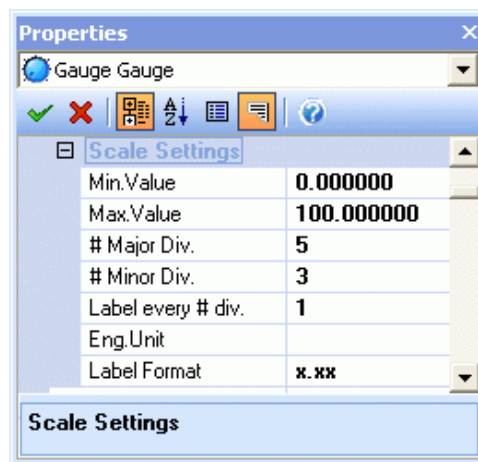 Properties
Gauge Gauge
Scale Settings
Min.Value 0.000000
Max.Value 100.000000
# Major Div. 5
# Minor Div. 3
Label every # div. 1
Eng.Unit
Label Format x.xx
Scale Settings